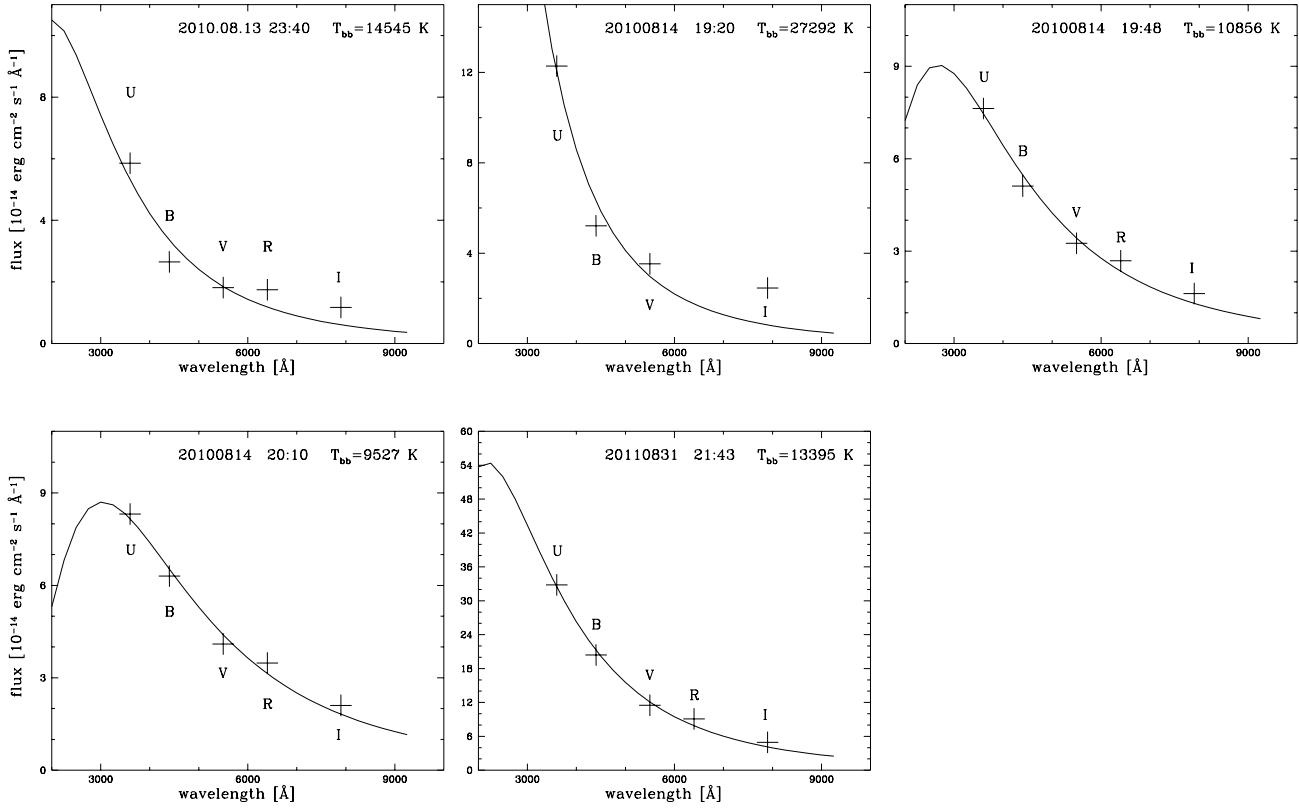 2010.08.13 23:40 T_bb=14545 K
flux [10⁻¹⁴ erg cm⁻² s⁻¹ Å⁻¹]
8
4
0
U
B
V
R
I
3000 6000 9000
wavelength [Å]
20100814 19:20 T_bb=27292 K
12
8
4
0
U
B
V
I
3000 6000 9000
wavelength [Å]
20100814 19:48 T_bb=10856 K
9
6
3
0
U
B
V
R
I
3000 6000 9000
wavelength [Å]
20100814 20:10 T_bb=9527 K
flux [10⁻¹⁴ erg cm⁻² s⁻¹ Å⁻¹]
9
6
3
0
U
B
V
R
I
3000 6000 9000
wavelength [Å]
20110831 21:43 T_bb=13395 K
60
54
48
42
36
30
24
18
12
6
0
U
B
V
R
I
3000 6000 9000
wavelength [Å]